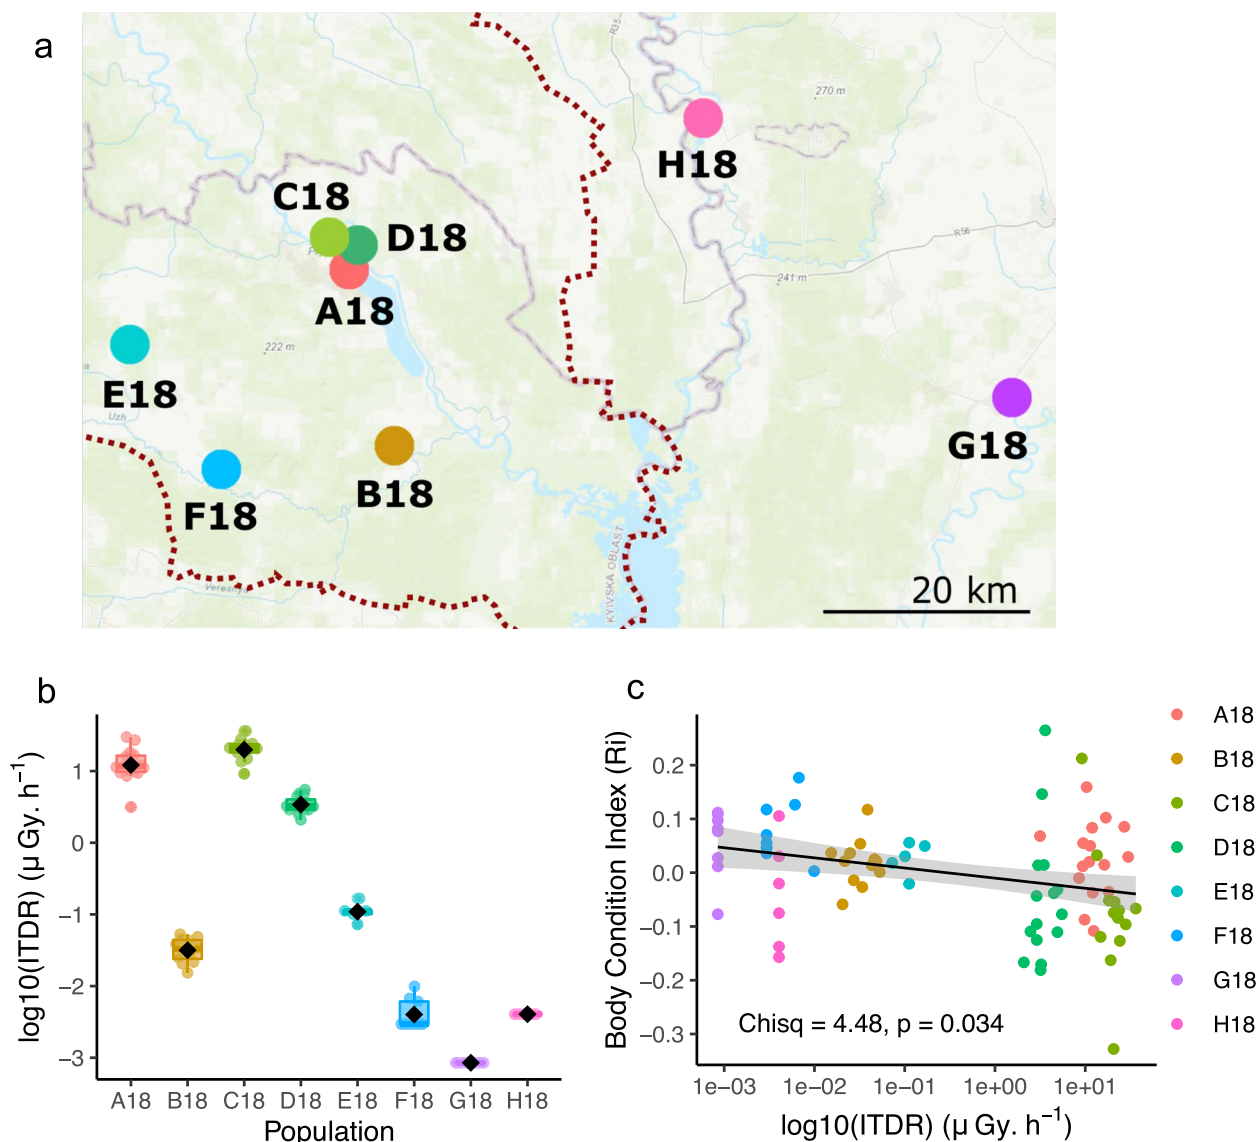 a
R35
270 m
H18
C18
D18
R56
241 m
A18
222 m
E18
Uzh
G18
B18
F18
KYIVSKA OBLAST
20 km
b
log10(ITDR) (µ Gy. h⁻¹)
1
0
−1
−2
−3
A18 B18 C18 D18 E18 F18 G18 H18
Population
c
Body Condition Index (Ri)
0.2
0.1
0.0
−0.1
−0.2
−0.3
Chisq = 4.48, p = 0.034
1e−03 1e−02 1e−01 1e+00 1e+01
log10(ITDR) (µ Gy. h⁻¹)
A18
B18
C18
D18
E18
F18
G18
H18